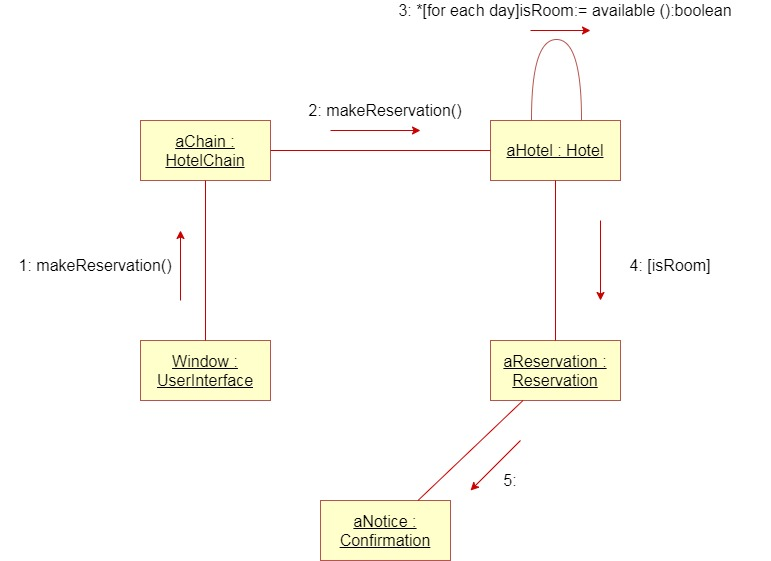 3: *[for each day]isRoom:= available ():boolean
2: makeReservation()
aChain :
HotelChain
aHotel : Hotel
1: makeReservation()
4: [isRoom]
Window :
UserInterface
aReservation :
Reservation
5:
aNotice :
Confirmation